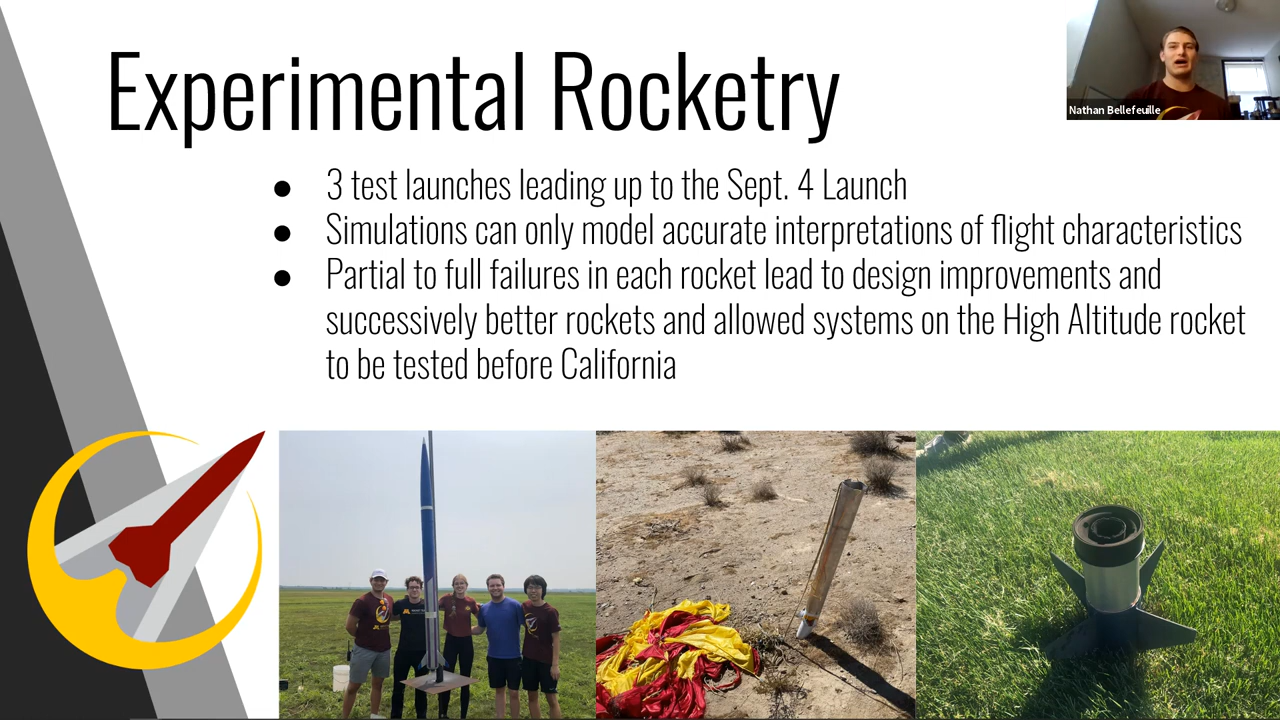 Experimental Rocketry
Nathan Bellefeuille
● 3 test launches leading up to the Sept. 4 Launch
● Simulations can only model accurate interpretations of flight characteristics
● Partial to full failures in each rocket lead to design improvements and
successively better rockets and allowed systems on the High Altitude rocket
to be tested before California